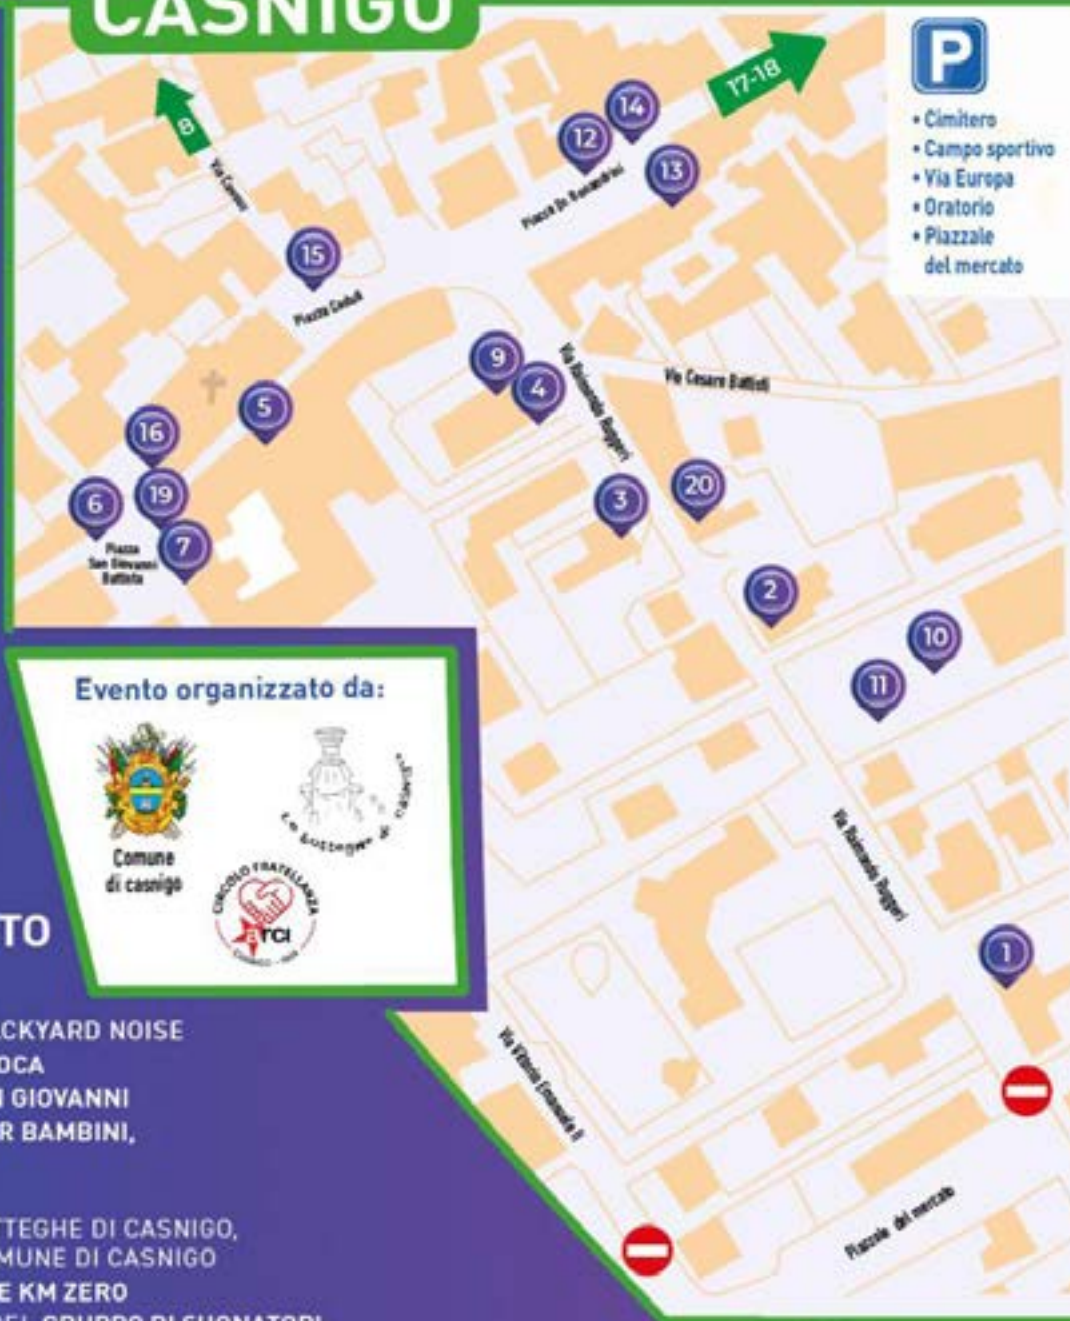 CASNIGO
P
• Cimitero
• Campo sportivo
• Via Europa
• Oratorio
• Piazzale
del mercato
8
17-18
14
12
13
15
Piazza Caduti
9
4
Via Raimondo Ruggeri
Via Cesare Battisti
5
16
6
19
7
3
20
Piazza
San Giovanni
Battista
2
10
11
Evento organizzato da:
Comune
di casnigo
Le botteghe di Casnigo
CIRCOLO FRATELLANZA
arci
Via Raimondo Ruggeri
1
Via Vittorio Emanuele II
Piazzale del mercato
TO
ACKYARD NOISE
OCA
I GIOVANNI
R BAMBINI,
TTEGHE DI CASNIGO,
MUNE DI CASNIGO
E KM ZERO
GRUPPO DI SUONATORI